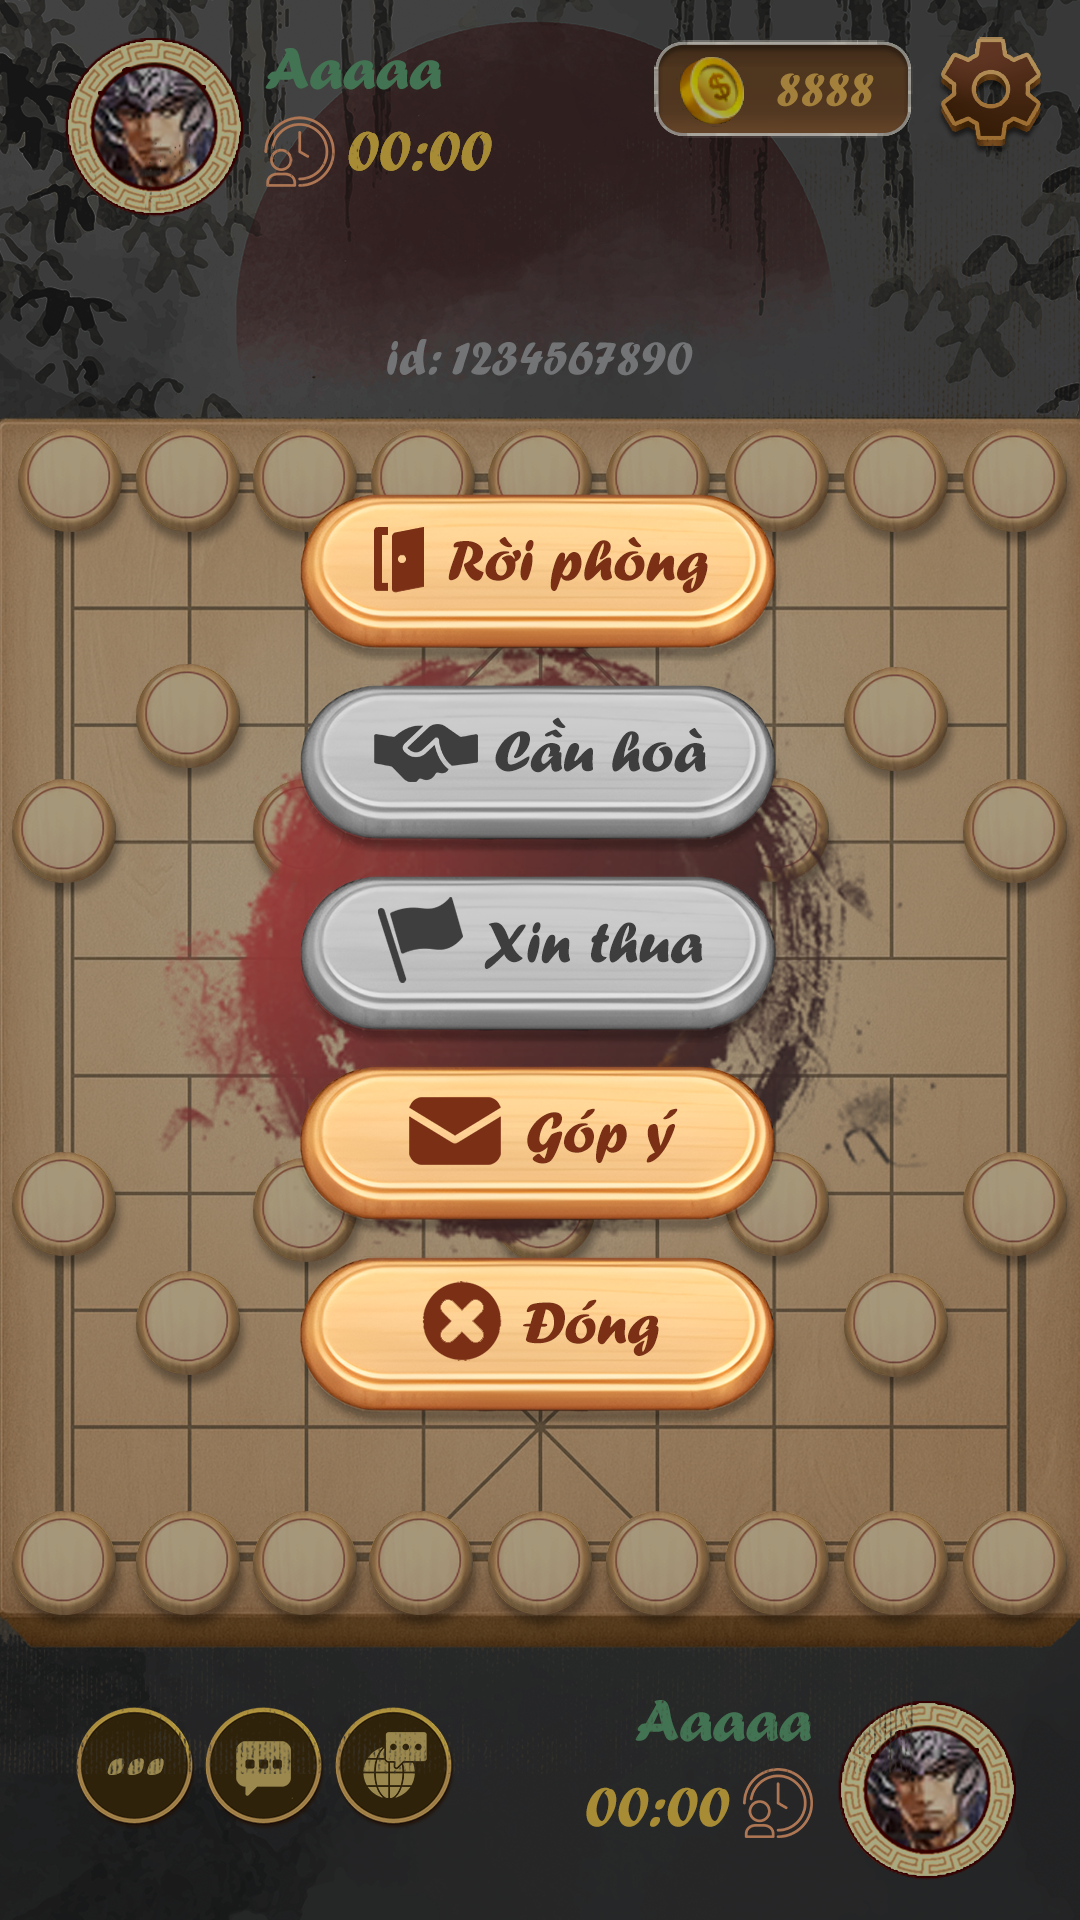 Aaaaa
8888
00:00
id: 1234567890
Rời phòng
Cầu hoà
Xin thua
Góp ý
Đóng
Aaaaa
00:00